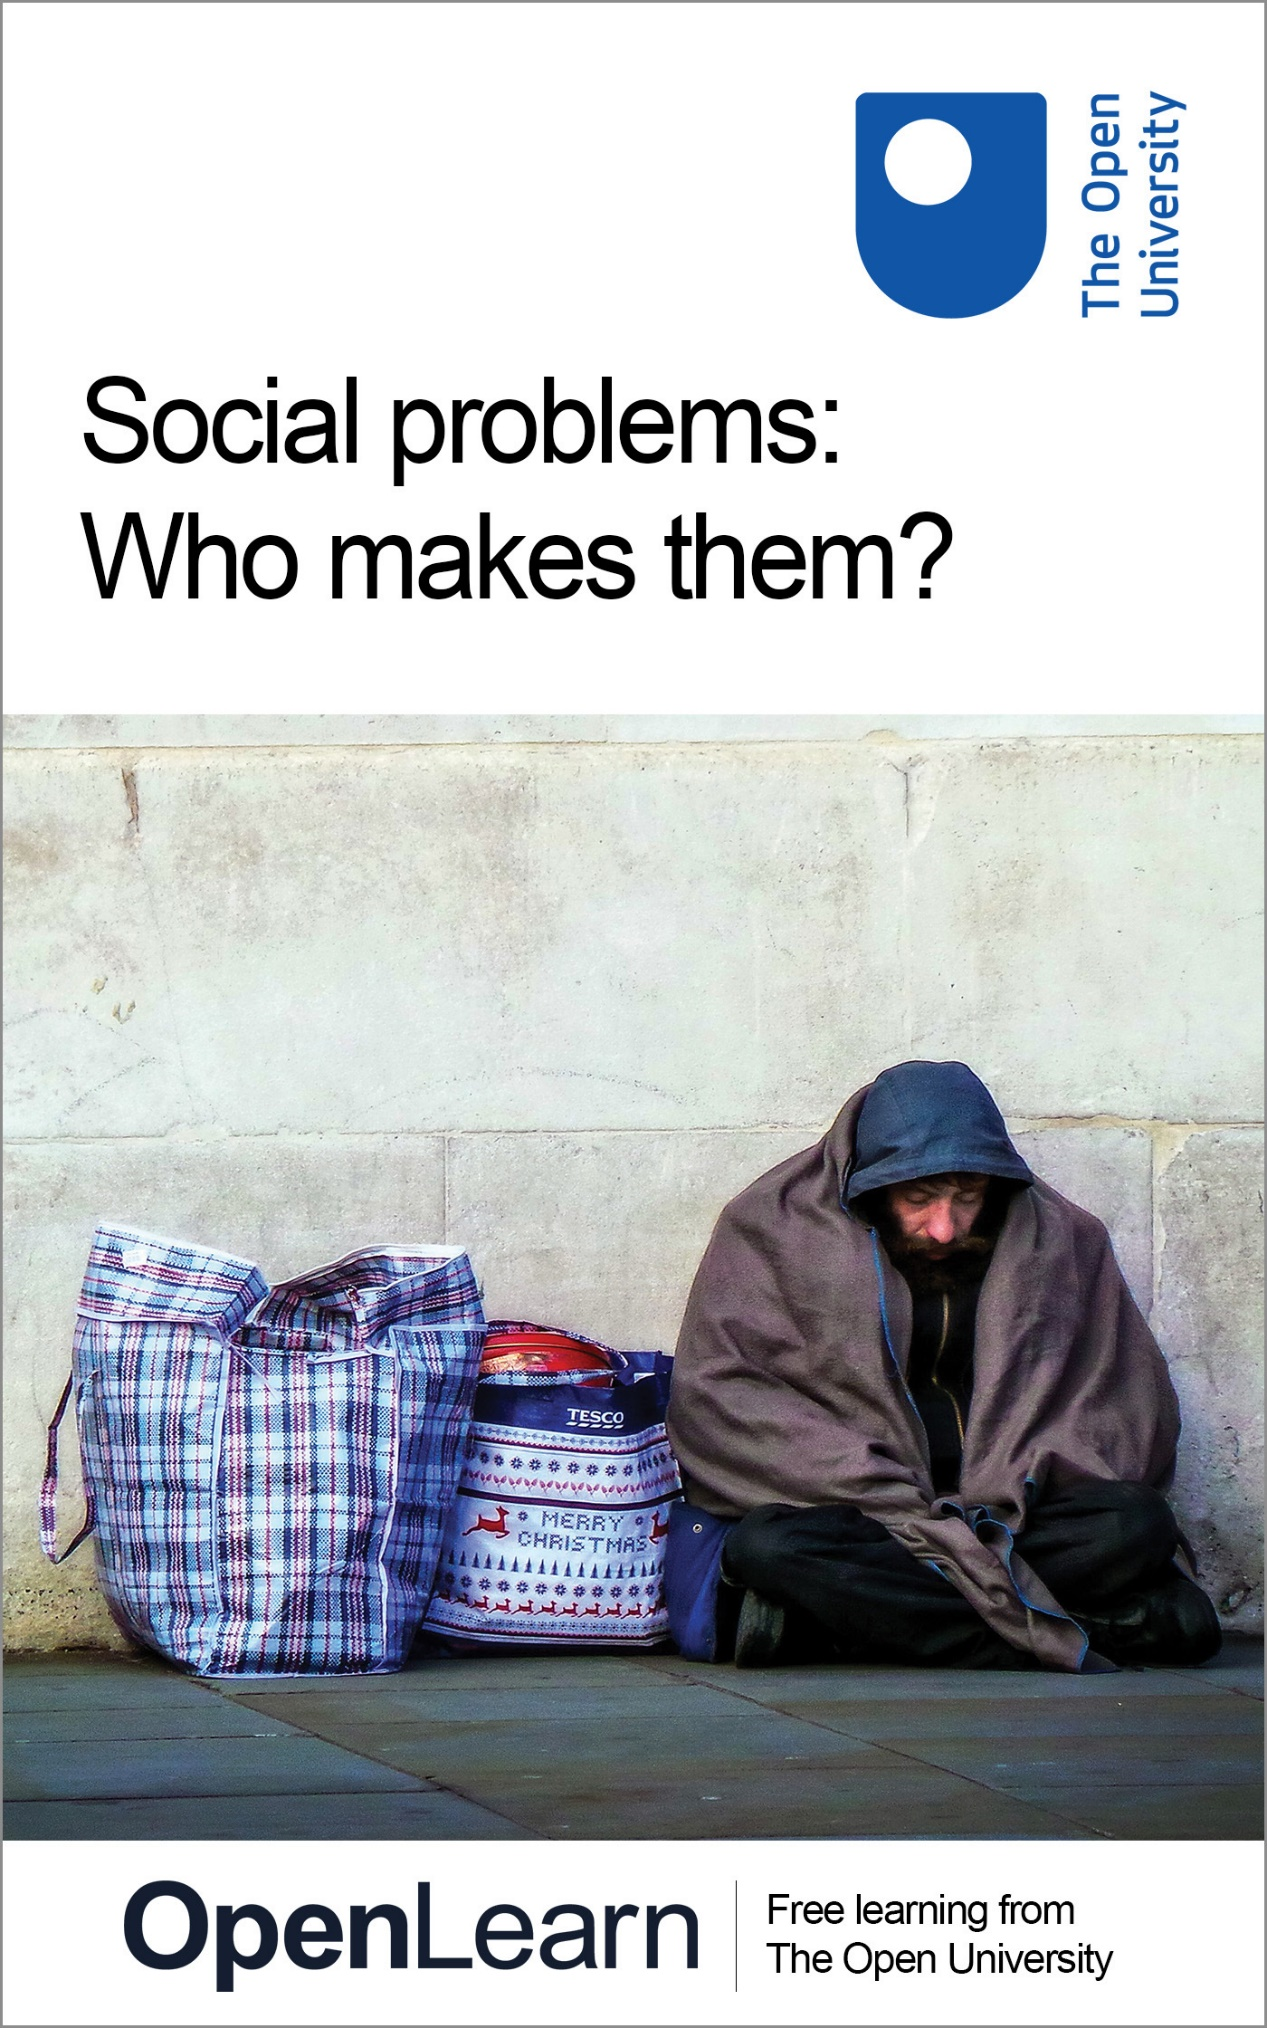 The Open
University
Social problems:
Who makes them?
TESCO
MERRY
CHRISTMAS
OpenLearn
Free learning from
The Open University